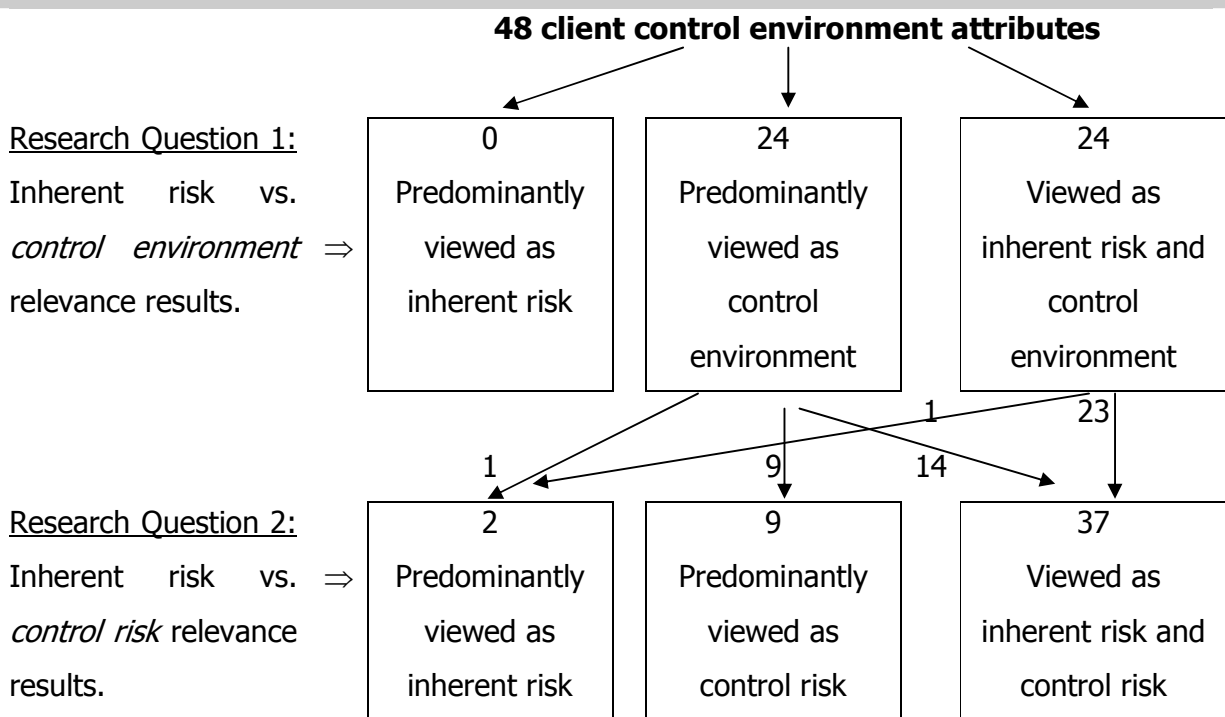 48 client control environment attributes
Research Question 1:
Inherent risk vs.
control environment ⇒
relevance results.
0
Predominantly
viewed as
inherent risk
24
Predominantly
viewed as
control
environment
24
Viewed as
inherent risk and
control
environment
1
9
14
1
23
Research Question 2:
Inherent risk vs. ⇒
control risk relevance
results.
2
Predominantly
viewed as
inherent risk
9
Predominantly
viewed as
control risk
37
Viewed as
inherent risk and
control risk